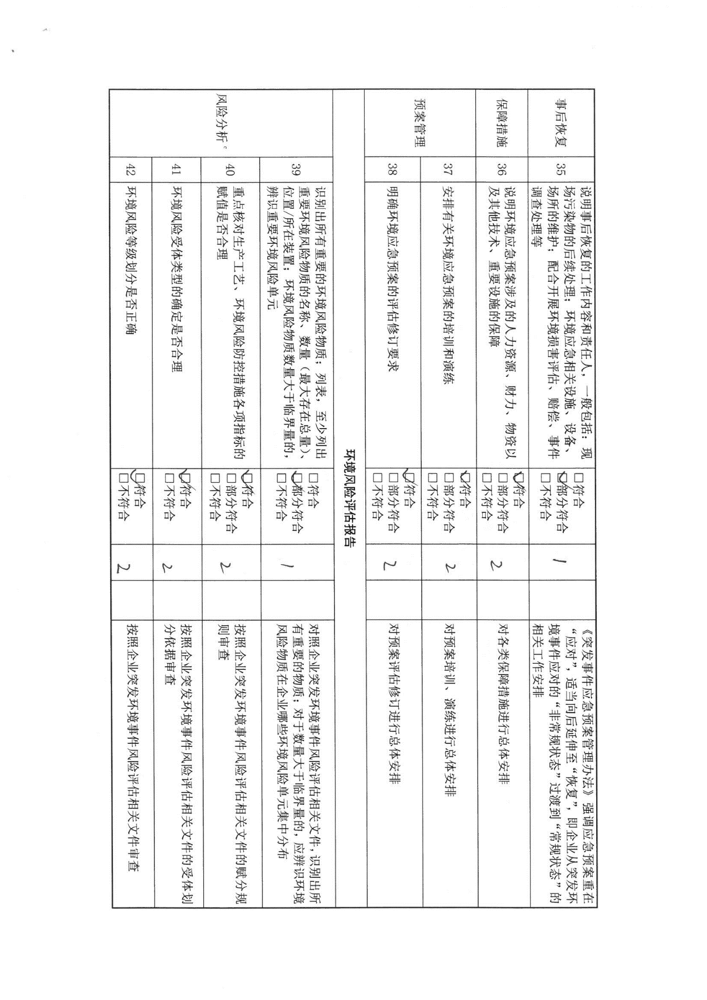 事后恢复
35
说明事后恢复的工作内容和责任人，一般包括：现
场污染物的后续处理；环境应急相关设施、设备、
场所的维护；配合开展环境损害评估、赔偿、事件
调查处理等
□符合
☑部分符合
□不符合
1
《突发事件应急预案管理办法》强调应急预案重在
“应对”，适当向后延伸至“恢复”，即企业从突发环
境事件应对的“非常规状态”过渡到“常规状态”的
相关工作安排
保障措施
36
说明环境应急预案涉及的人力资源、财力、物资以
及其他技术、重要设施的保障
☑符合
□部分符合
□不符合
2
对各类保障措施进行总体安排
预案管理
37
安排有关环境应急预案的培训和演练
☑符合
□部分符合
□不符合
2
对预案培训、演练进行总体安排
38
明确环境应急预案的评估修订要求
☑符合
□部分符合
□不符合
2
对预案评估修订进行总体安排
环境风险评估报告
风险分析c
39
识别出所有重要的环境风险物质；列表，至少列出
重要环境风险物质的名称、数量（最大存在总量）、
位置/所在装置；环境风险物质数量大于临界量的，
辨识重要环境风险单元
□符合
☑部分符合
□不符合
1
对照企业突发环境事件风险评估相关文件，识别出所
有重要的物质；对于数量大于临界量的，应辨识环境
风险物质在企业哪些环境风险单元集中分布
40
重点核对生产工艺、环境风险防控措施各项指标的
赋值是否合理
☑符合
□部分符合
□不符合
2
按照企业突发环境事件风险评估相关文件的赋分规
则审查
41
环境风险受体类型的确定是否合理
☑符合
□不符合
2
按照企业突发环境事件风险评估相关文件的受体划
分依据审查
42
环境风险等级划分是否正确
☑符合
□不符合
2
按照企业突发环境事件风险评估相关文件审查